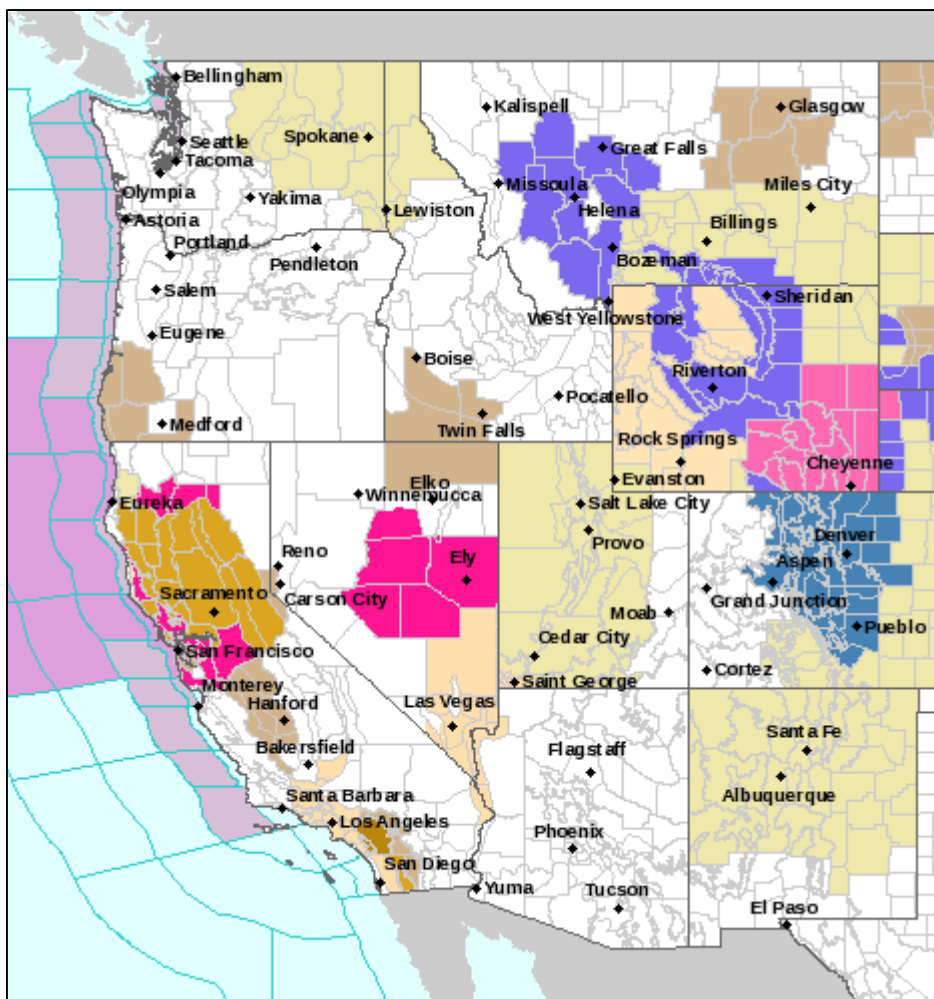 Bellingham
Kalispell
Glasgow
Seattle
Spokane
Great Falls
Tacoma
Miles City
Missoula
Olympia
Yakima
Helena
Lewiston
Astoria
Billings
Portland
Pendleton
Bozeman
Salem
Sheridan
West Yellowstone
Eugene
Boise
Riverton
Pocatello
Medford
Twin Falls
Rock Springs
Cheyenne
Elko
Evanston
Eureka
Winnemucca
Salt Lake City
Provo
Denver
Reno
Ely
Aspen
Sacramento
Carson City
Grand Junction
Moab
Pueblo
Cedar City
San Francisco
Cortez
Saint George
Monterey
Hanford
Las Vegas
Bakersfield
Flagstaff
Santa Fe
Albuquerque
Santa Barbara
Los Angeles
Phoenix
San Diego
Yuma
Tucson
El Paso